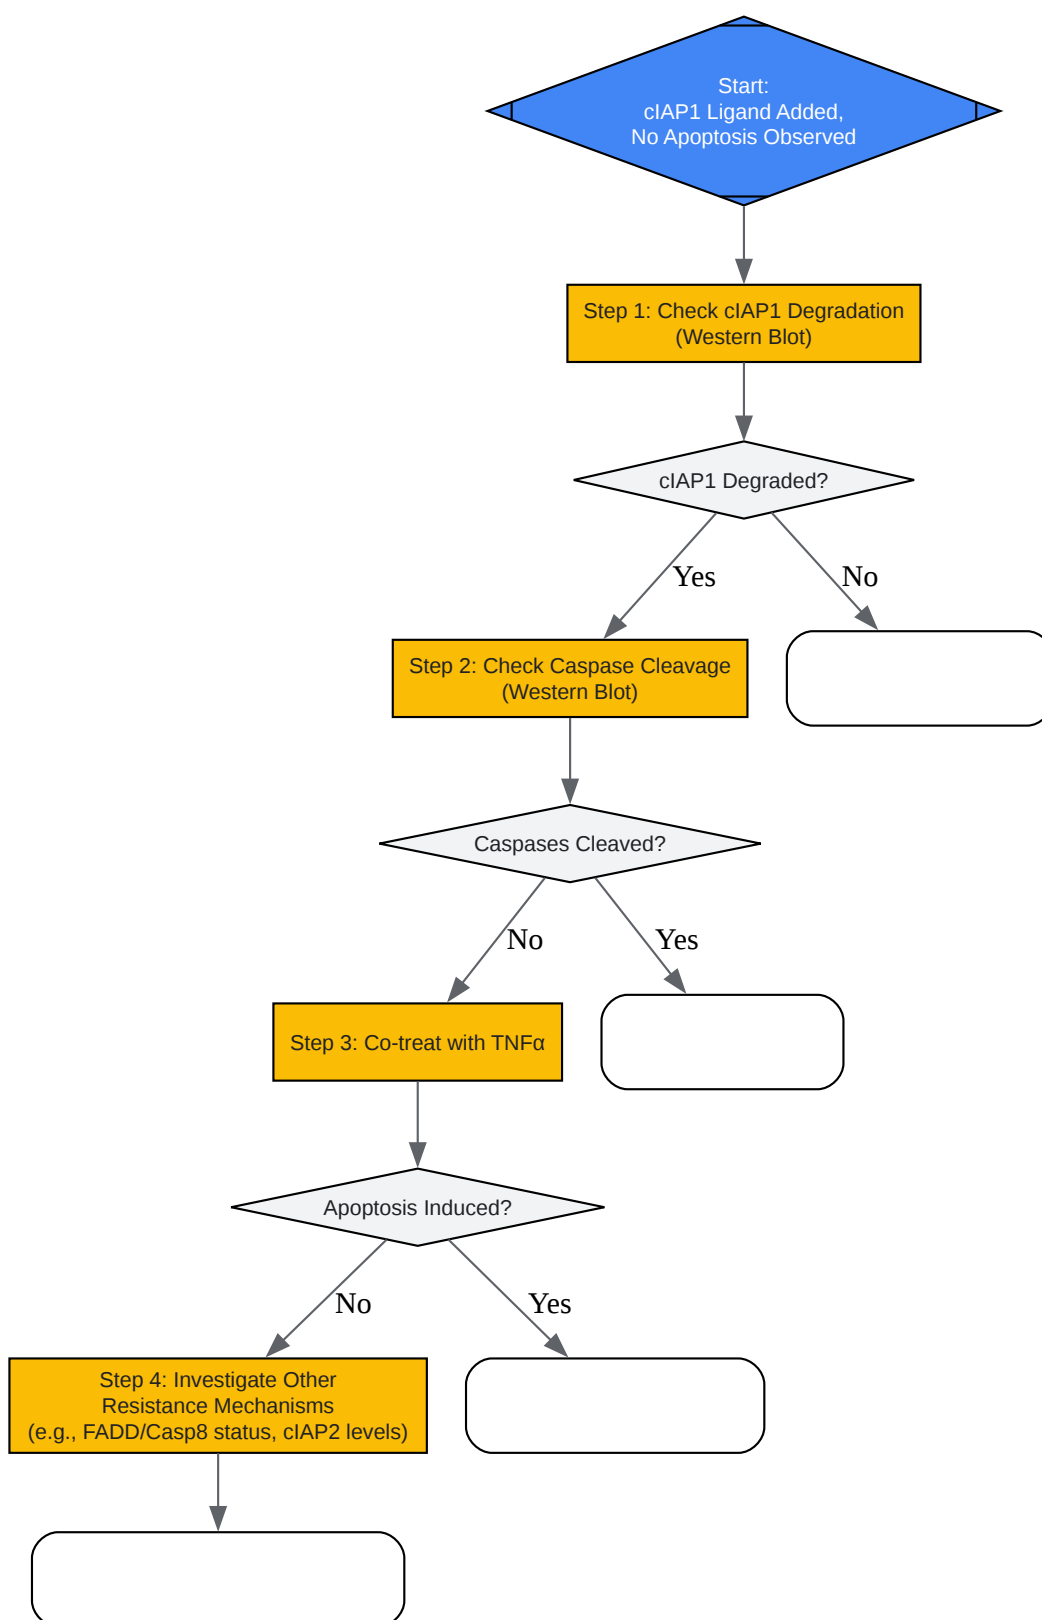 Start:
cIAP1 Ligand Added,
No Apoptosis Observed
Step 1: Check cIAP1 Degradation
(Western Blot)
cIAP1 Degraded?
Yes
No
Step 2: Check Caspase Cleavage
(Western Blot)
Caspases Cleaved?
No
Yes
Step 3: Co-treat with TNFα
Apoptosis Induced?
No
Yes
Step 4: Investigate Other
Resistance Mechanisms
(e.g., FADD/Casp8 status, cIAP2 levels)